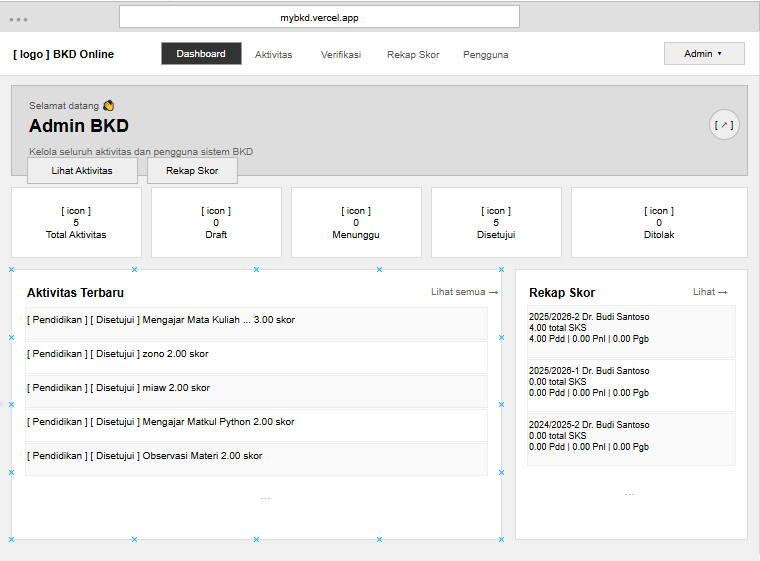 mybkd.vercel.app
[ logo ] BKD Online
Dashboard
Aktivitas
Verifikasi
Rekap Skor
Pengguna
Admin ▾
Selamat datang 👏
Admin BKD
[ ↗ ]
Kelola seluruh aktivitas dan pengguna sistem BKD
Lihat Aktivitas
Rekap Skor
[ icon ]
5
Total Aktivitas
[ icon ]
0
Draft
[ icon ]
0
Menunggu
[ icon ]
5
Disetujui
[ icon ]
0
Ditolak
Aktivitas Terbaru
Lihat semua →
[ Pendidikan ] [ Disetujui ] Mengajar Mata Kuliah ... 3.00 skor
[ Pendidikan ] [ Disetujui ] zono 2.00 skor
[ Pendidikan ] [ Disetujui ] miaw 2.00 skor
[ Pendidikan ] [ Disetujui ] Mengajar Matkul Python 2.00 skor
[ Pendidikan ] [ Disetujui ] Observasi Materi 2.00 skor
...
Rekap Skor
Lihat →
2025/2026-2 Dr. Budi Santoso
4.00 total SKS
4.00 Pdd | 0.00 Pnl | 0.00 Pgb
2025/2026-1 Dr. Budi Santoso
0.00 total SKS
0.00 Pdd | 0.00 Pnl | 0.00 Pgb
2024/2025-2 Dr. Budi Santoso
0.00 total SKS
0.00 Pdd | 0.00 Pnl | 0.00 Pgb
...